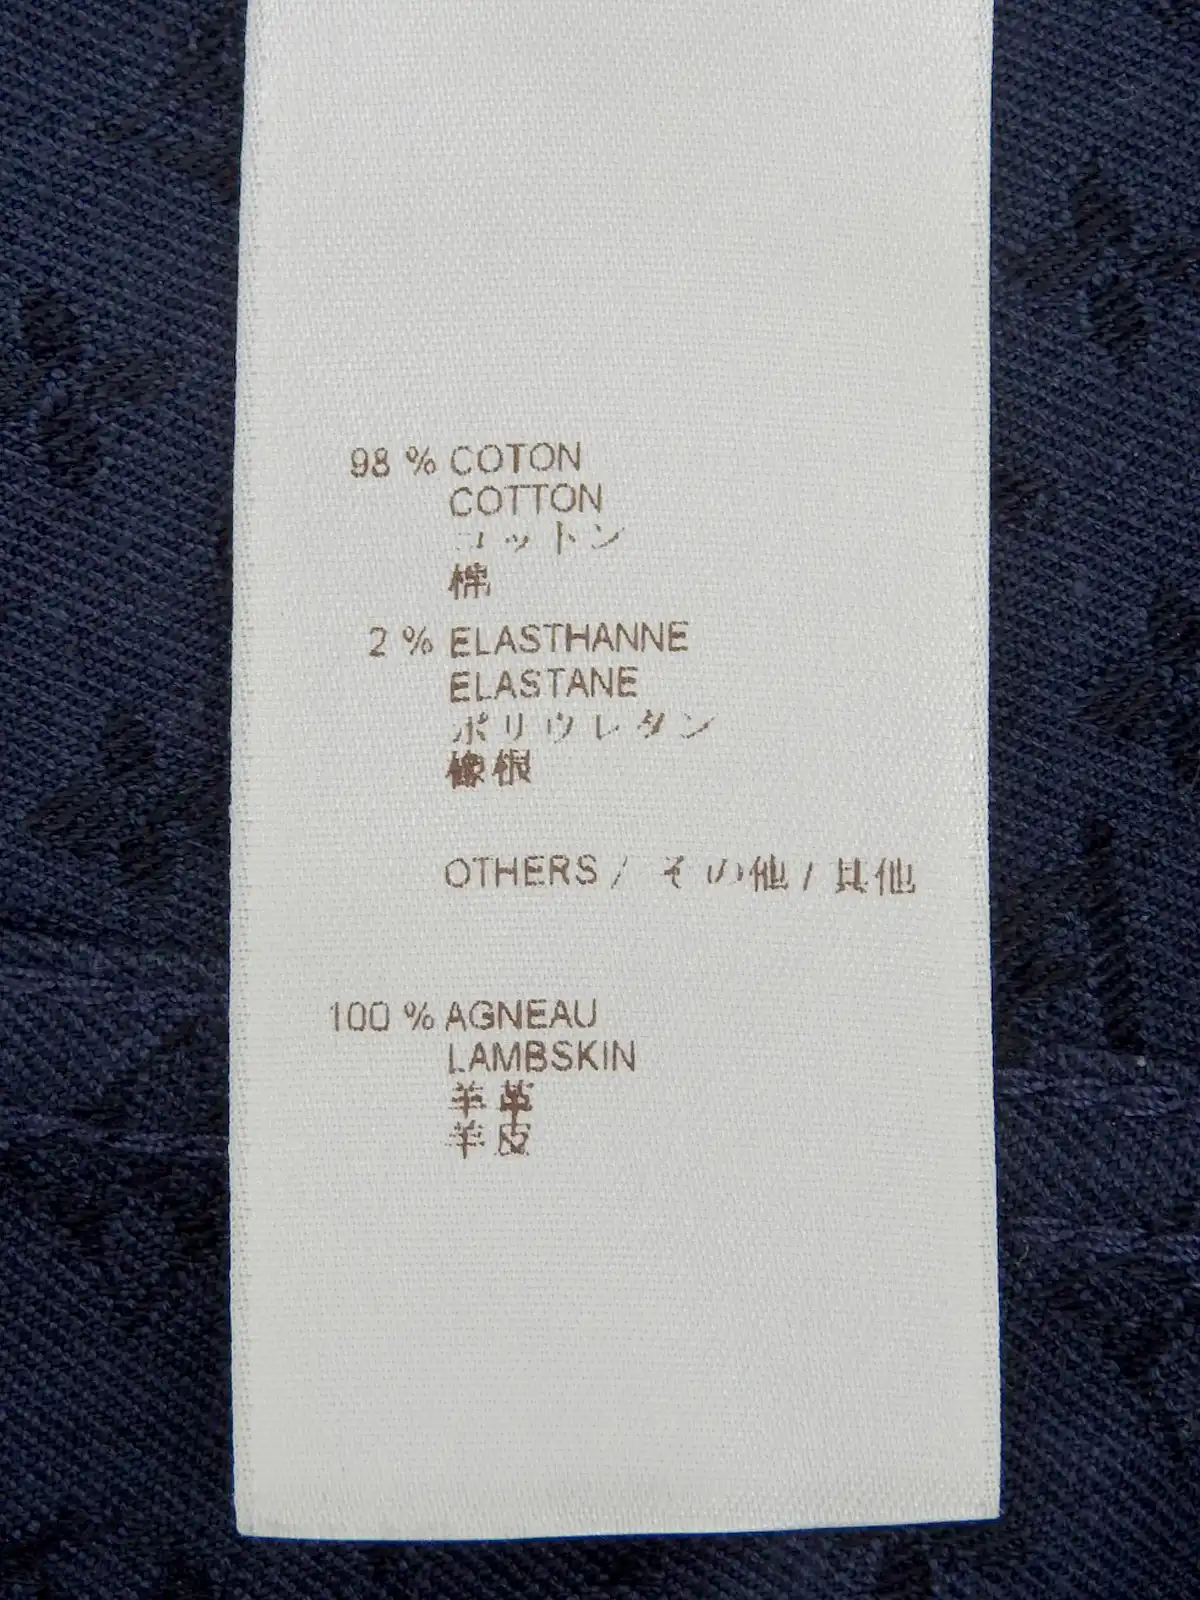 98 % COTON
COTTON
コットン
棉
2 % ELASTHANNE
ELASTANE
ポリウレタン
橡根
OTHERS / その他 / 其他
100 % AGNEAU
LAMBSKIN
羊革
羊皮